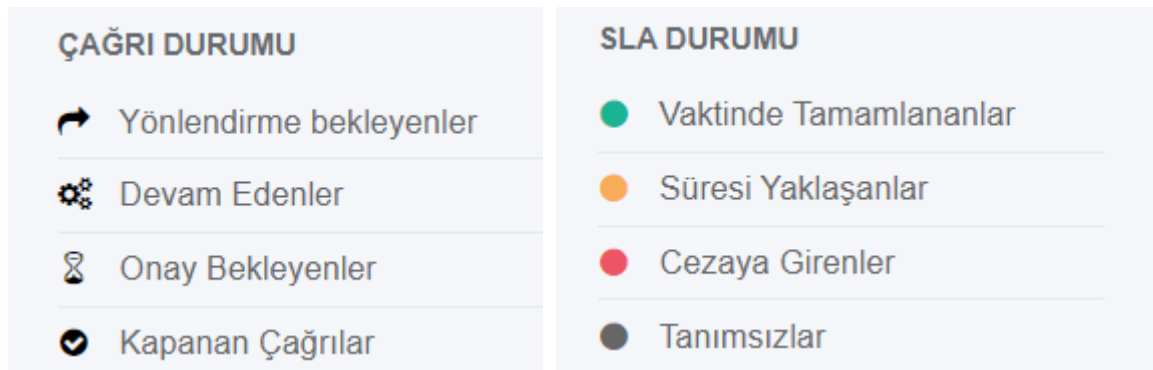 ÇAĞRI DURUMU
Yönlendirme bekleyenler
Devam Edenler
Onay Bekleyenler
Kapanan Çağrılar
SLA DURUMU
Vaktinde Tamamlananlar
Süresi Yaklaşanlar
Cezaya Girenler
Tanımsızlar